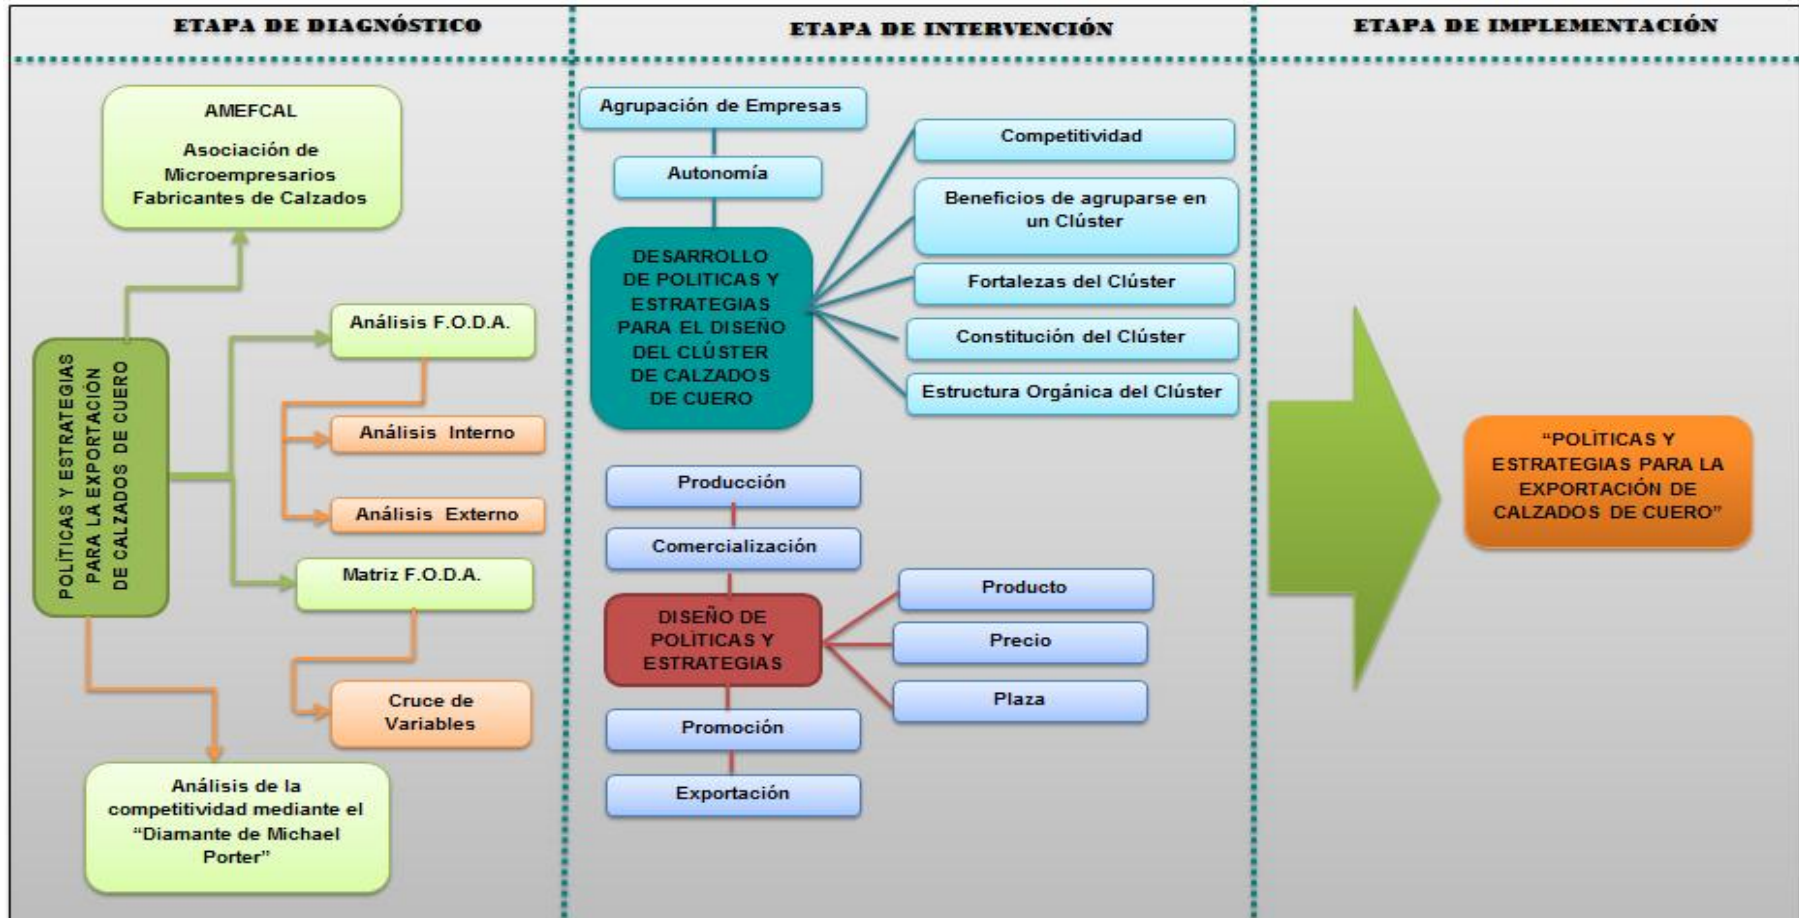 ETAPA DE DIAGNÓSTICO
AMEFCAL
Asociación de
Microempresarios
Fabricantes de Calzados
POLÍTICAS Y ESTRATEGIAS
PARA LA EXPORTACIÓN
DE CALZADOS DE CUERO
Análisis F.O.D.A.
Análisis Interno
Análisis Externo
Matriz F.O.D.A.
Cruce de
Variables
Análisis de la
competitividad mediante el
“Diamante de Michael
Porter”
ETAPA DE INTERVENCIÓN
Agrupación de Empresas
Autonomía
DESARROLLO
DE POLITICAS Y
ESTRATEGIAS
PARA EL DISEÑO
DEL CLÚSTER
DE CALZADOS
DE CUERO
Competitividad
Beneficios de agruparse en
un Clúster
Fortalezas del Clúster
Constitución del Clúster
Estructura Orgánica del Clúster
Producción
Comercialización
DISEÑO DE
POLÌTICAS Y
ESTRATEGIAS
Producto
Precio
Plaza
Promoción
Exportación
ETAPA DE IMPLEMENTACIÓN
“POLÌTICAS Y
ESTRATEGIAS PARA LA
EXPORTACIÓN DE
CALZADOS DE CUERO”